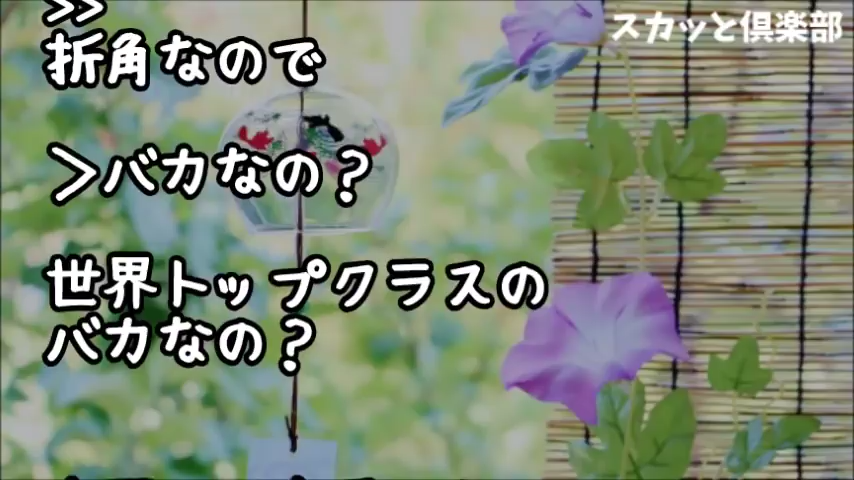 スカッと倶楽部
>>
折角なので
>バカなの?
世界トップクラスの
バカなの?